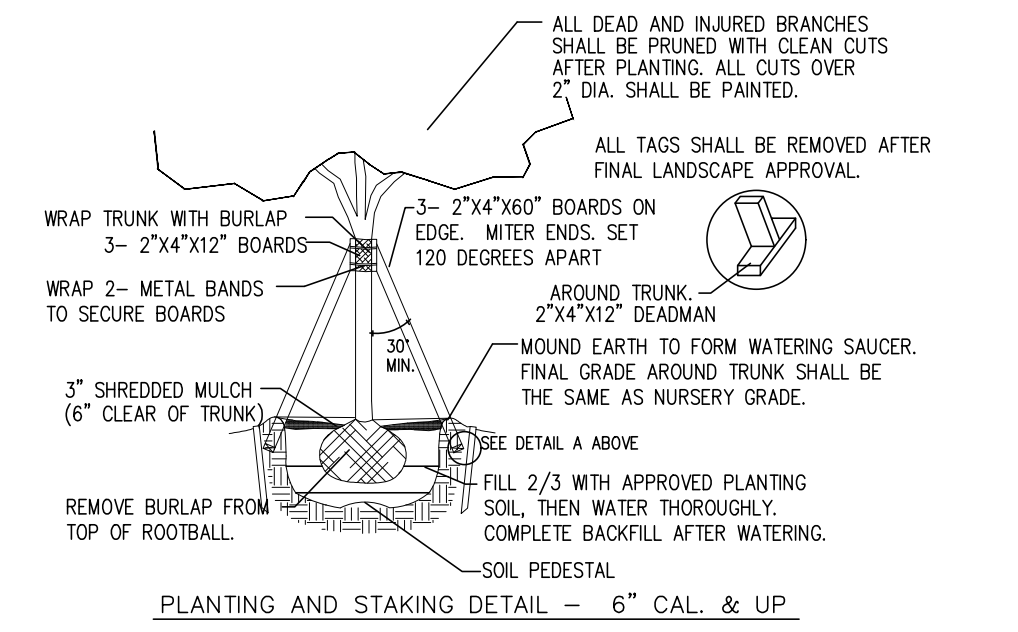 ALL DEAD AND INJURED BRANCHES
SHALL BE PRUNED WITH CLEAN CUTS
AFTER PLANTING. ALL CUTS OVER
2" DIA. SHALL BE PAINTED.
ALL TAGS SHALL BE REMOVED AFTER
FINAL LANDSCAPE APPROVAL.
WRAP TRUNK WITH BURLAP
3- 2"X4"X12" BOARDS
WRAP 2- METAL BANDS
TO SECURE BOARDS
3- 2"X4"X60" BOARDS ON
EDGE. MITER ENDS. SET
120 DEGREES APART
AROUND TRUNK.
2"X4"X12" DEADMAN
30°
MIN.
MOUND EARTH TO FORM WATERING SAUCER.
FINAL GRADE AROUND TRUNK SHALL BE
THE SAME AS NURSERY GRADE.
3" SHREDDED MULCH
(6" CLEAR OF TRUNK)
SEE DETAIL A ABOVE
FILL 2/3 WITH APPROVED PLANTING
SOIL, THEN WATER THOROUGHLY.
COMPLETE BACKFILL AFTER WATERING.
REMOVE BURLAP FROM
TOP OF ROOTBALL.
SOIL PEDESTAL
PLANTING AND STAKING DETAIL - 6" CAL. & UP